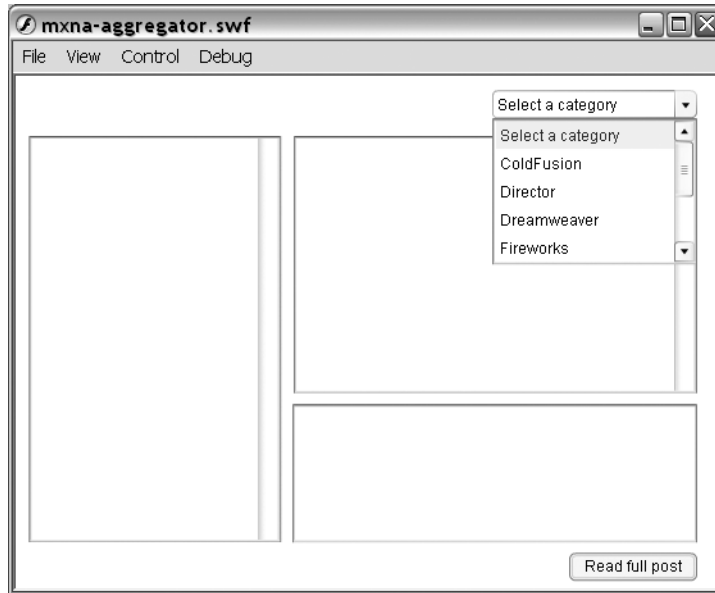 mxna-aggregator.swf
File View Control Debug
Select a category
Select a category
ColdFusion
Director
Dreamweaver
Fireworks
Read full post